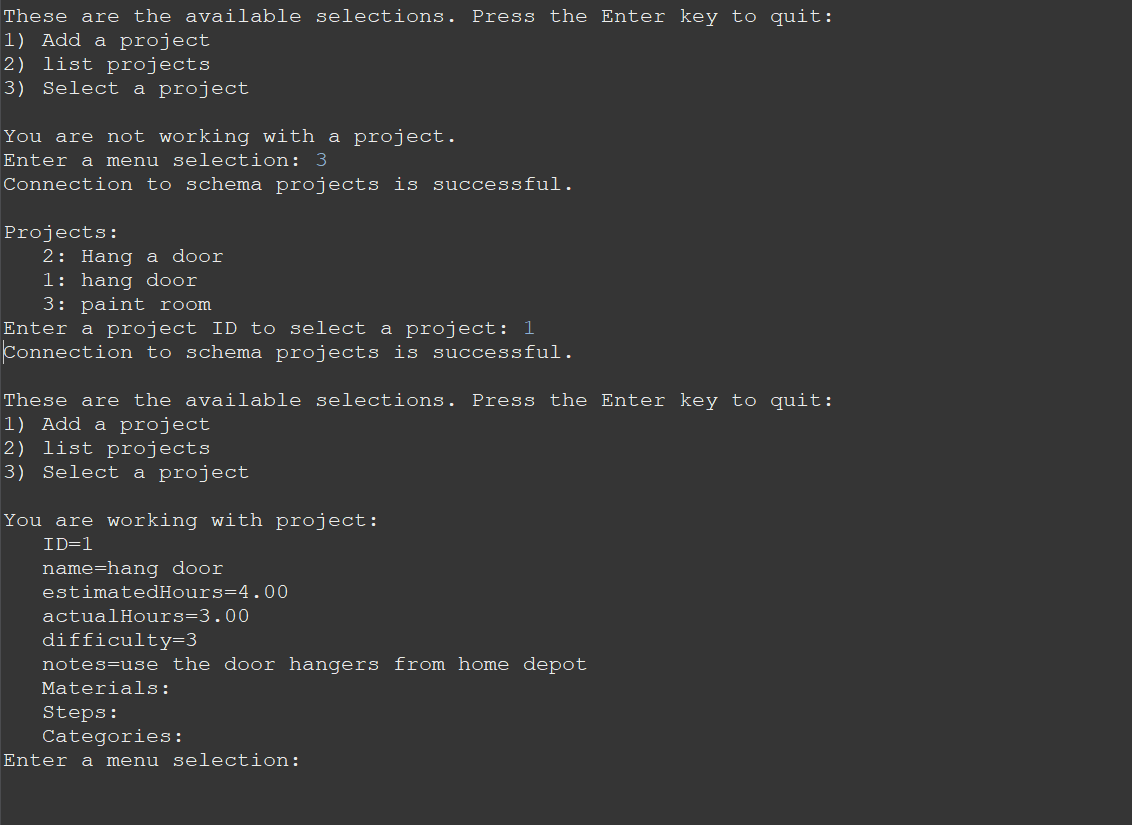 These are the available selections. Press the Enter key to quit:
1) Add a project
2) list projects
3) Select a project
You are not working with a project.
Enter a menu selection: 3
Connection to schema projects is successful.
Projects:
2: Hang a door
1: hang door
3: paint room
Enter a project ID to select a project: 1
Connection to schema projects is successful.
These are the available selections. Press the Enter key to quit:
1) Add a project
2) list projects
3) Select a project
You are working with project:
ID=1
name=hang door
estimatedHours=4.00
actualHours=3.00
difficulty=3
notes=use the door hangers from home depot
Materials:
Steps:
Categories:
Enter a menu selection: